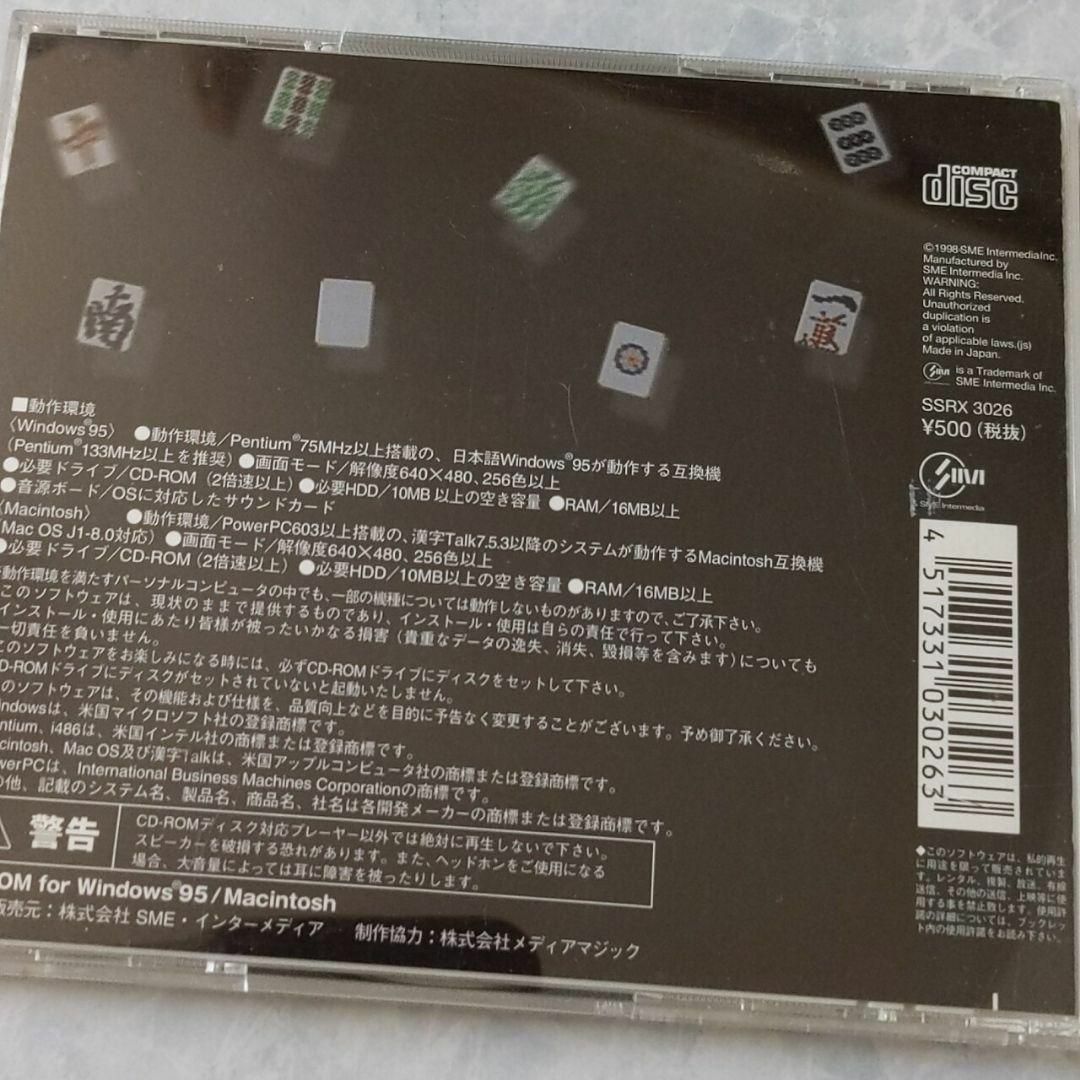 南
一
萬
COMPACT
disc
©1998 SME Intermedia Inc.
Manufactured by
SME Intermedia Inc.
WARNING:
All Rights Reserved.
Unauthorized
duplication is
a violation
of applicable laws.(js)
Made in Japan.
is a Trademark of
SME Intermedia Inc.
SSRX 3026
¥500(税抜)
SME Intermedia
4 517331 030263
■動作環境
〈Windows®95〉 ●動作環境/Pentium®75MHz以上搭載の、日本語Windows®95が動作する互換機
(Pentium®133MHz以上を推奨)●画面モード/解像度640×480、256色以上
●必要ドライブ/CD-ROM(2倍速以上)●必要HDD/10MB 以上の空き容量 ●RAM/16MB以上
●音源ボード/OSに対応したサウンドカード
Macintosh〉 ●動作環境/PowerPC603以上搭載の、漢字Talk7.5.3以降のシステムが動作するMacintosh互換機
Mac OS J1-8.0対応)●画面モード/解像度640×480、256色以上
●必要ドライブ/CD-ROM(2倍速以上)●必要HDD/10MB以上の空き容量 ●RAM/16MB以上
動作環境を満たすパーソナルコンピュータの中でも、一部の機種については動作しないものがありますので、ご了承下さい。
このソフトウェアは、現状のままで提供するものであり、インストール・使用は自らの責任で行って下さい。
インストール・使用にあたり皆様が被ったいかなる損害(貴重なデータの逸失、消失、毀損等を含みます)についても
一切責任を負いません。
このソフトウェアをお楽しみになる時には、必ずCD-ROMドライブにディスクをセットして下さい。
D-ROMドライブにディスクがセットされていないと起動いたしません。
のソフトウェアは、その機能および仕様を、品質向上などを目的に予告なく変更することがございます。予め御了承ください。
ndowsは、米国マイクロソフト社の登録商標です。
entium、i486は、米国インテル社の商標または登録商標です。
cintosh、Mac OS及び漢字Talkは、米国アップルコンピュータ社の商標または登録商標です。
werPCは、International Business Machines Corporationの商標です。
の他、記載のシステム名、製品名、商品名、社名は各開発メーカーの商標または登録商標です。
警告
CD-ROMディスク対応プレーヤー以外では絶対に再生しないで下さい。
スピーカーを破損する恐れがあります。また、ヘッドホンをご使用になる
場合、大音量によっては耳に障害を被ったりします。
OM for Windows®95/Macintosh
販売元:株式会社 SME・インターメディア 制作協力:株式会社メディアマジック
◆このソフトウェアは、私的再生
に用途を限って販売されていま
す。レンタル、複製、放送、有線
送信、その他の送信、上映等に使
用する事を禁止致します。使用許
諾の詳細については、ブックレッ
ト内の使用許諾をお読み下さい。